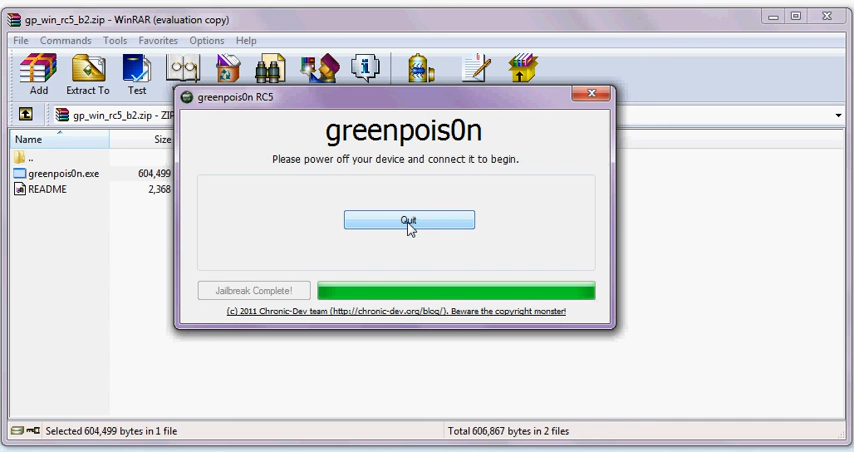 gp_win_rc5_b2.zip - WinRAR (evaluation copy)
File Commands Tools Favorites Options Help
Add Extract To Test
gp_win_rc5_b2.zip - ZIP
Name Size
..
greenpois0n.exe 604,499
README 2,368
greenpois0n RC5
greenpois0n
Please power off your device and connect it to begin.
Quit
Jailbreak Complete!
(c) 2011 Chronic-Dev team (http://chronic-dev.org/blog/). Beware the copyright monster!
Selected 604,499 bytes in 1 file Total 606,867 bytes in 2 files